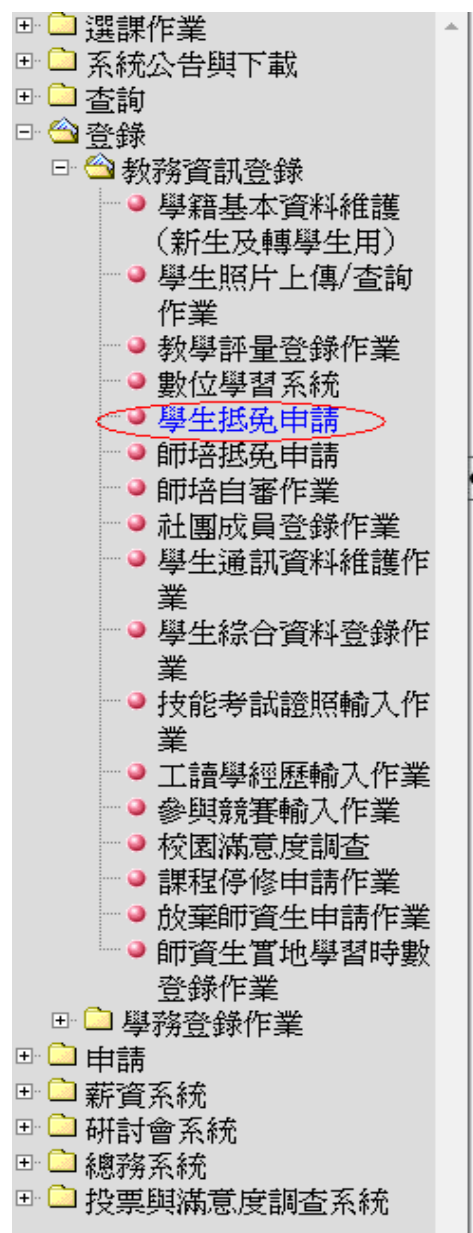 選課作業
系統公告與下載
查詢
登錄
教務資訊登錄
學籍基本資料維護
(新生及轉學生用)
學生照片上傳/查詢
作業
教學評量登錄作業
數位學習系統
學生抵免申請
師培抵免申請
師培自審作業
社團成員登錄作業
學生通訊資料維護作
業
學生綜合資料登錄作
業
技能考試證照輸入作
業
工讀學經歷輸入作業
參與競賽輸入作業
校園滿意度調查
課程停修申請作業
放棄師資生申請作業
師資生實地學習時數
登錄作業
學務登錄作業
申請
薪資系統
研討會系統
總務系統
投票與滿意度調查系統